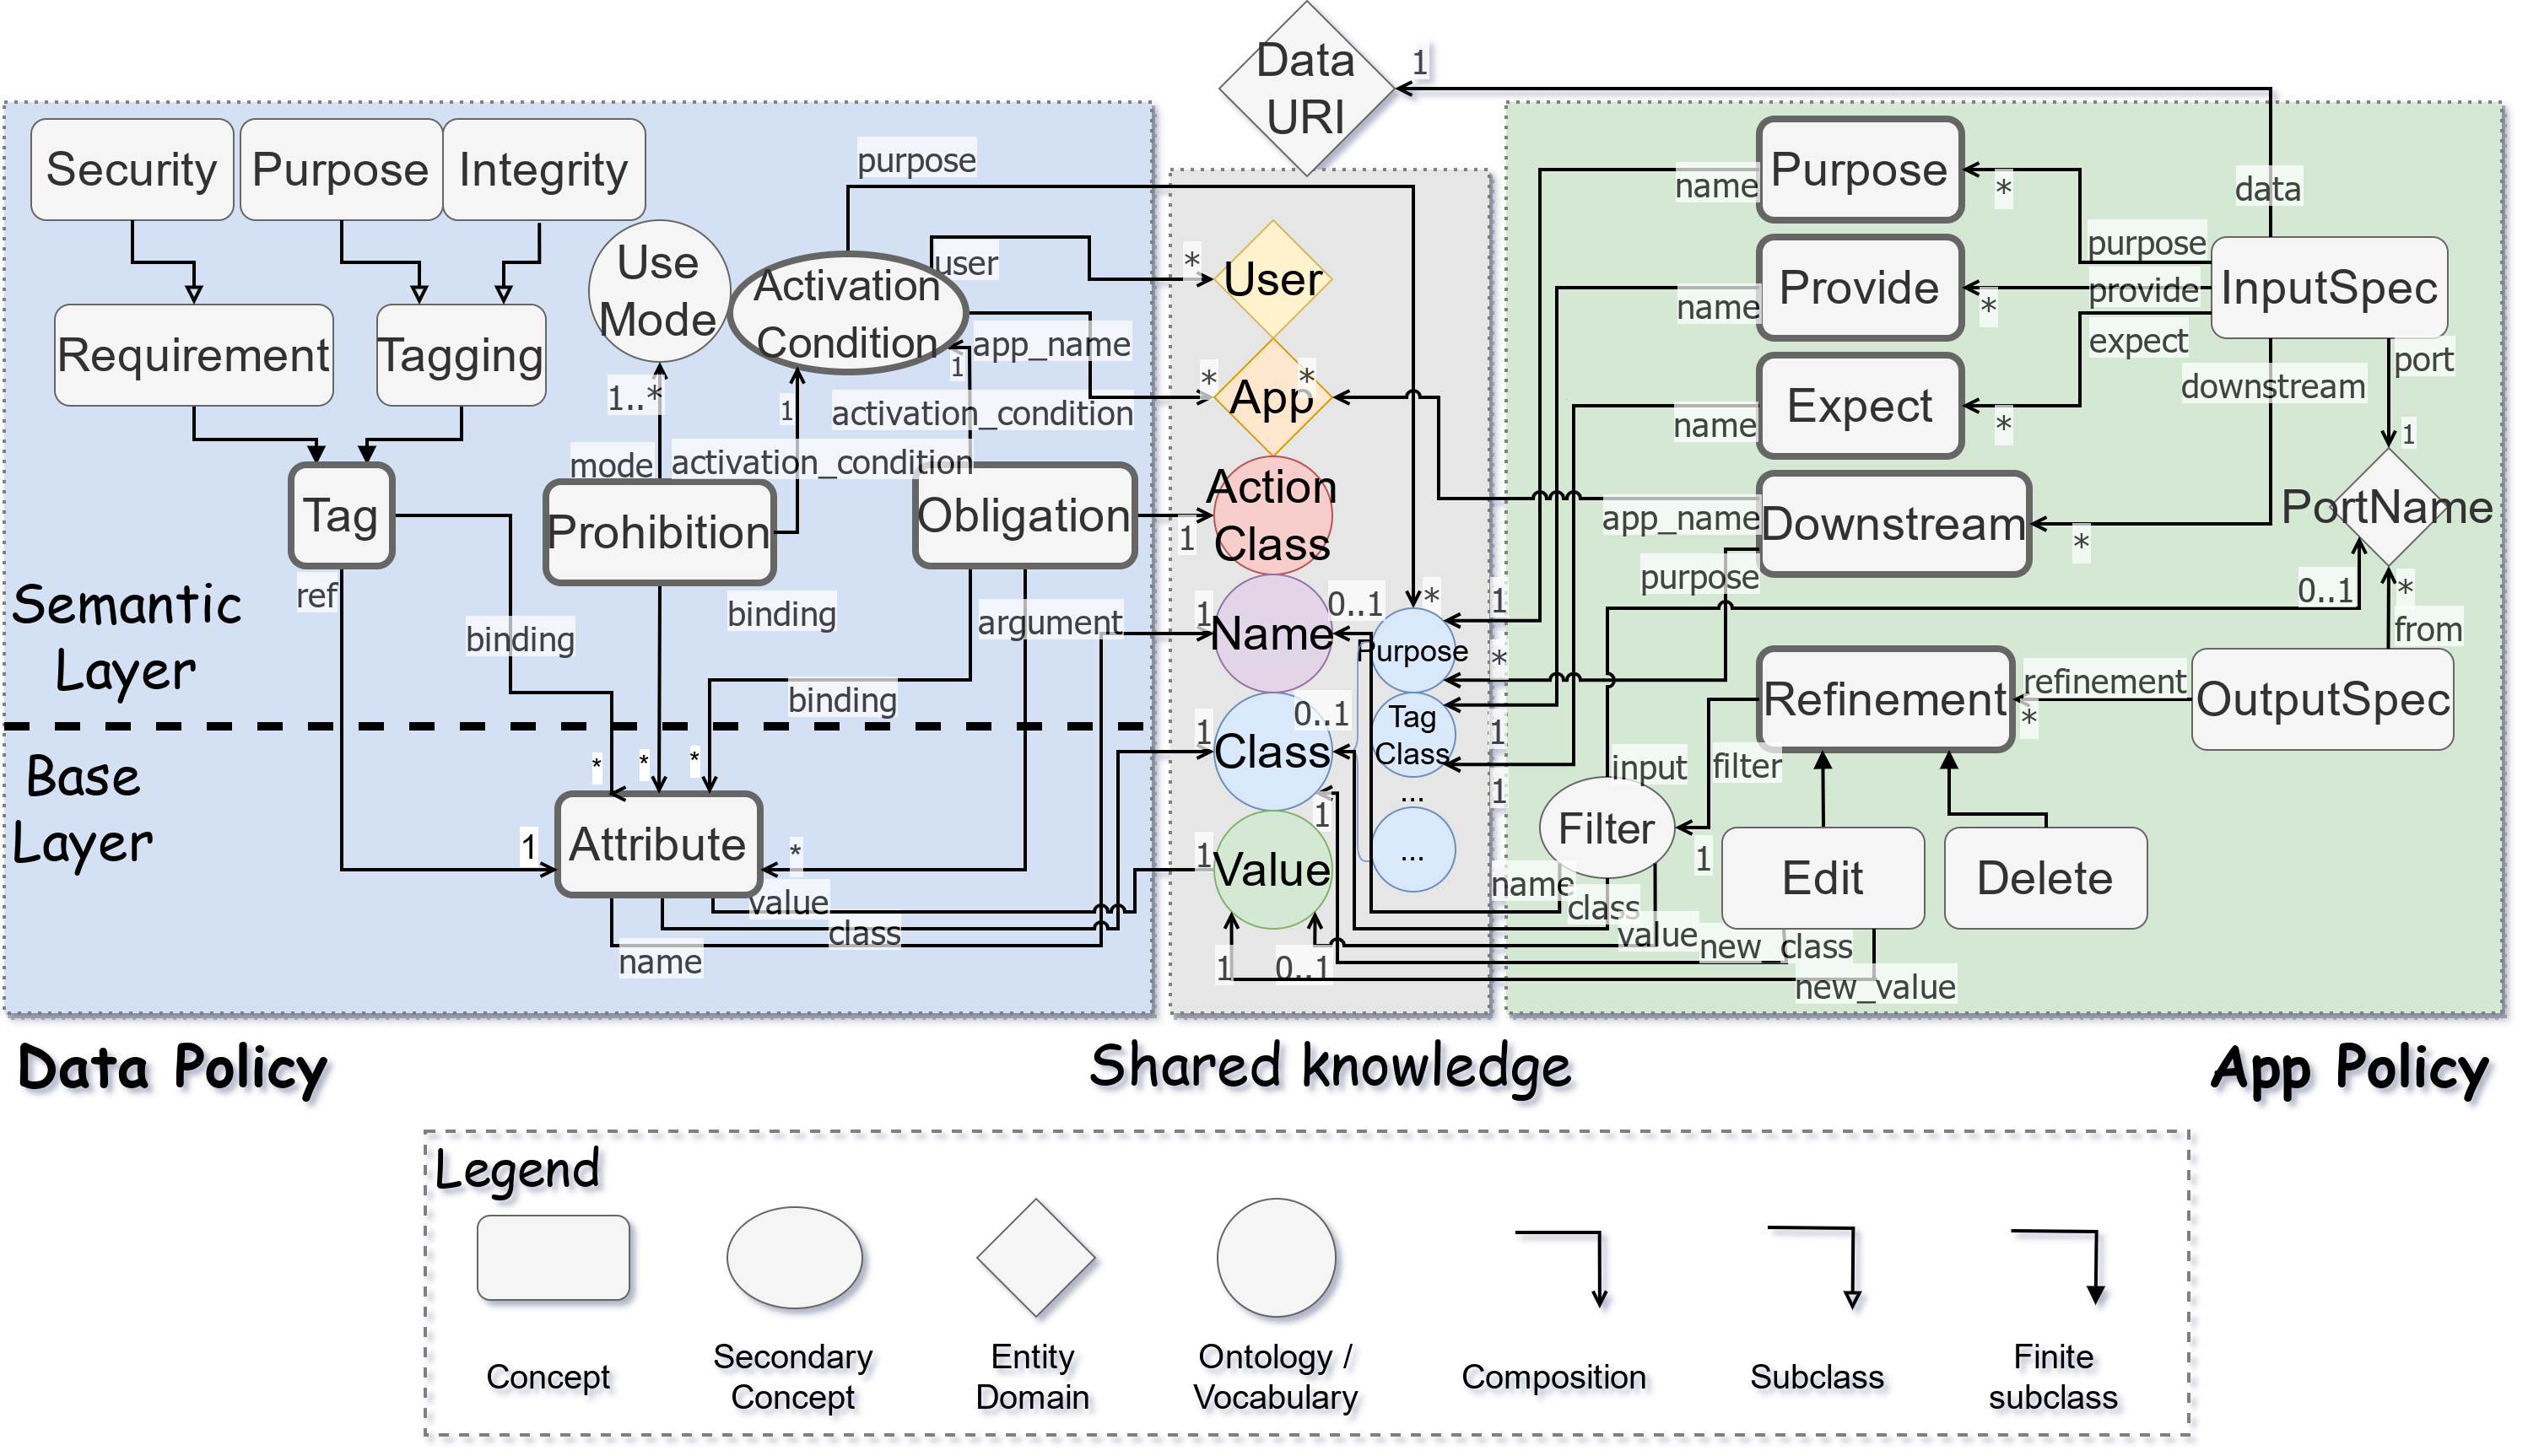 Data
URI
1
Security
Purpose
Integrity
purpose
Use
Mode
Activation
Condition
user
*
User
Requirement
Tagging
app_name
1
1..*
1
activation_condition
*
App
*
mode
activation_condition
Tag
Prohibition
Obligation
1
Action
Class
ref
binding
binding
argument
binding
Semantic
Layer
Base
Layer
*
*
*
1
Attribute
*
value
class
name
1
Name
0..1
*
Purpose
1
*
0..1
1
Class
Tag
Class
1
1
...
1
1
Value
...
1
0..1
Purpose
name
*
data
purpose
Provide
name
*
provide
InputSpec
expect
Expect
name
*
downstream
port
1
Downstream
app_name
purpose
*
PortName
0..1
*
from
Refinement
refinement
*
OutputSpec
input
filter
Filter
1
Edit
Delete
name
class
value
new_class
new_value
Data Policy
Shared knowledge
App Policy
Legend
Concept
Secondary
Concept
Entity
Domain
Ontology /
Vocabulary
Composition
Subclass
Finite
subclass